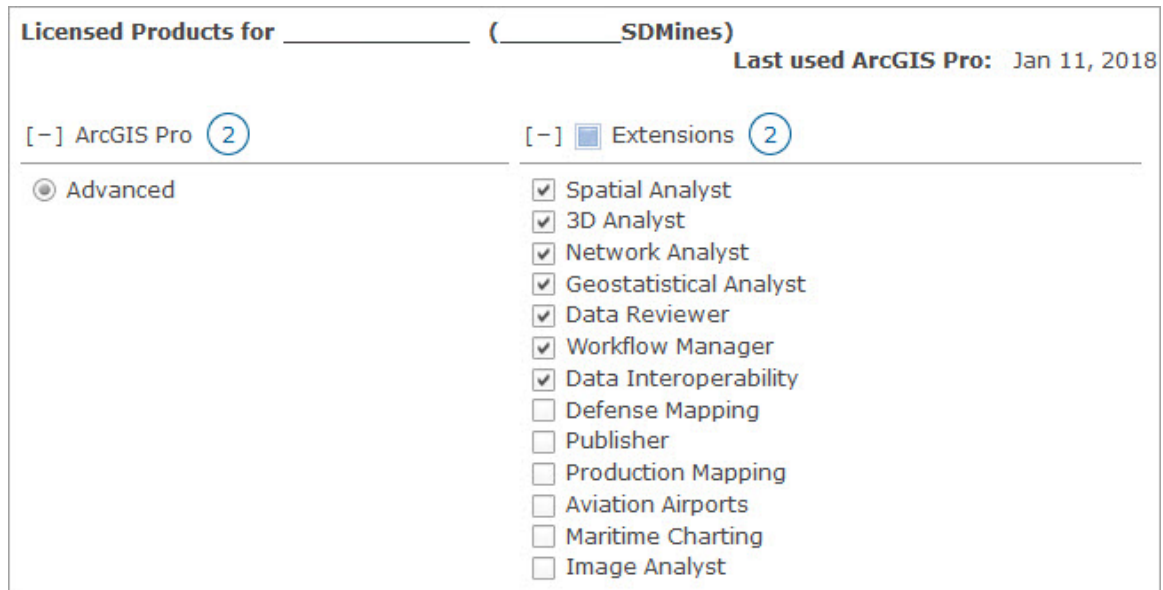 Licensed Products for _____________ (________SDMines)
Last used ArcGIS Pro: Jan 11, 2018
[−] ArcGIS Pro 2
[−] Extensions 2
Advanced
Spatial Analyst
3D Analyst
Network Analyst
Geostatistical Analyst
Data Reviewer
Workflow Manager
Data Interoperability
Defense Mapping
Publisher
Production Mapping
Aviation Airports
Maritime Charting
Image Analyst